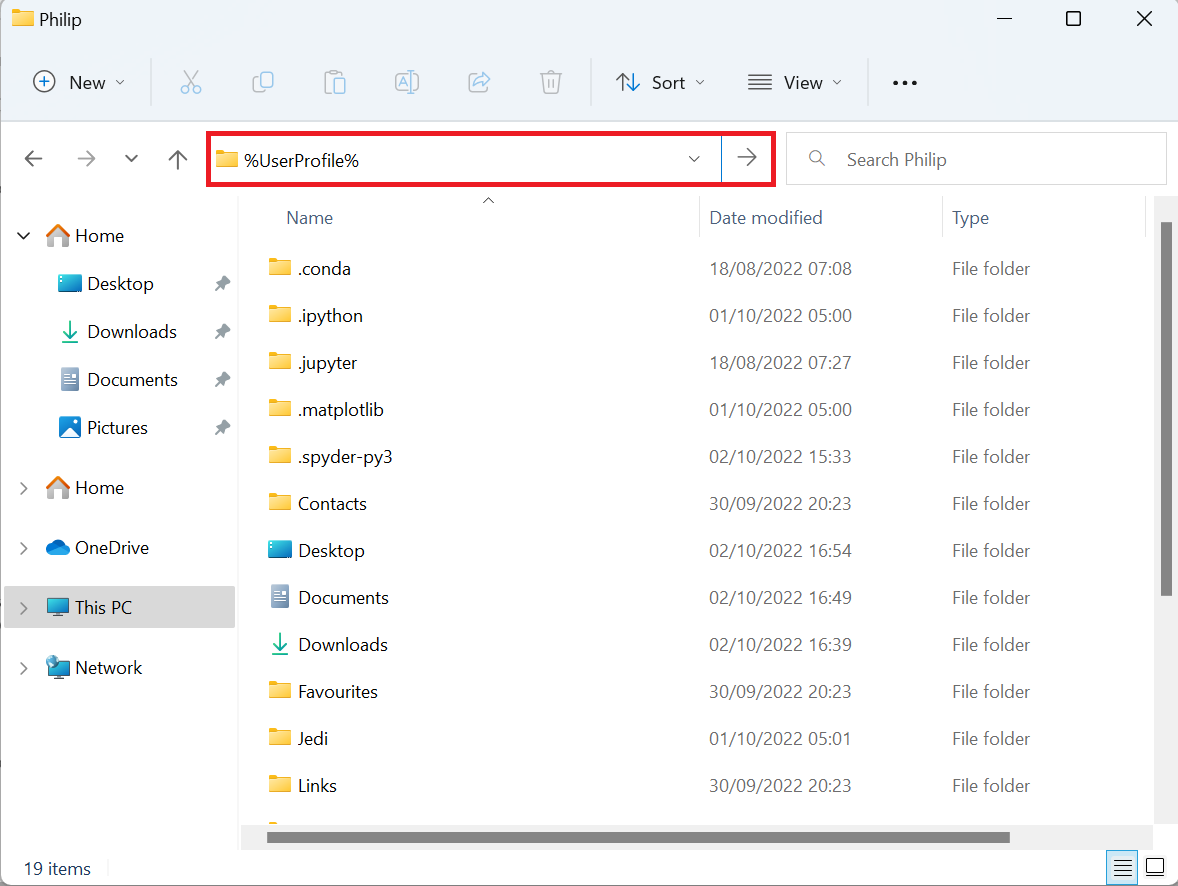 Philip
New Sort View
%UserProfile% Search Philip
Name Date modified Type
Home
Desktop
Downloads
Documents
Pictures
Home
OneDrive
This PC
Network
.conda 18/08/2022 07:08 File folder
.ipython 01/10/2022 05:00 File folder
.jupyter 18/08/2022 07:27 File folder
.matplotlib 01/10/2022 05:00 File folder
.spyder-py3 02/10/2022 15:33 File folder
Contacts 30/09/2022 20:23 File folder
Desktop 02/10/2022 16:54 File folder
Documents 02/10/2022 16:49 File folder
Downloads 02/10/2022 16:39 File folder
Favourites 30/09/2022 20:23 File folder
Jedi 01/10/2022 05:01 File folder
Links 30/09/2022 20:23 File folder
19 items